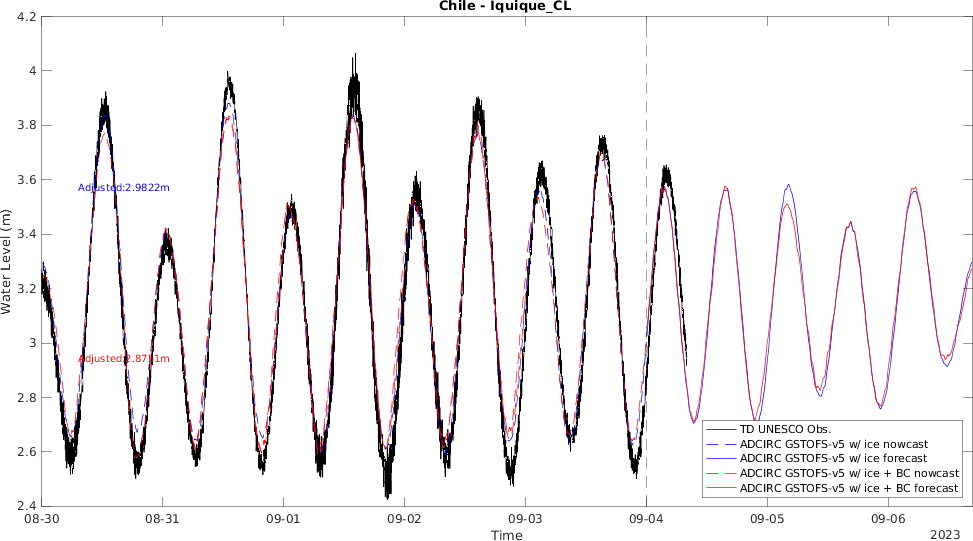 Chile - Iquique_CL
4.2
4
3.8
3.6
3.4
3.2
3
2.8
2.6
2.4
Water Level (m)
Adjusted:2.9822m
Adjusted:2.8781m
TD UNESCO Obs.
ADCIRC GSTOFS-v5 w/ ice nowcast
ADCIRC GSTOFS-v5 w/ ice forecast
ADCIRC GSTOFS-v5 w/ ice + BC nowcast
ADCIRC GSTOFS-v5 w/ ice + BC forecast
08-30 08-31 09-01 09-02 09-03 09-04 09-05 09-06
Time
2023